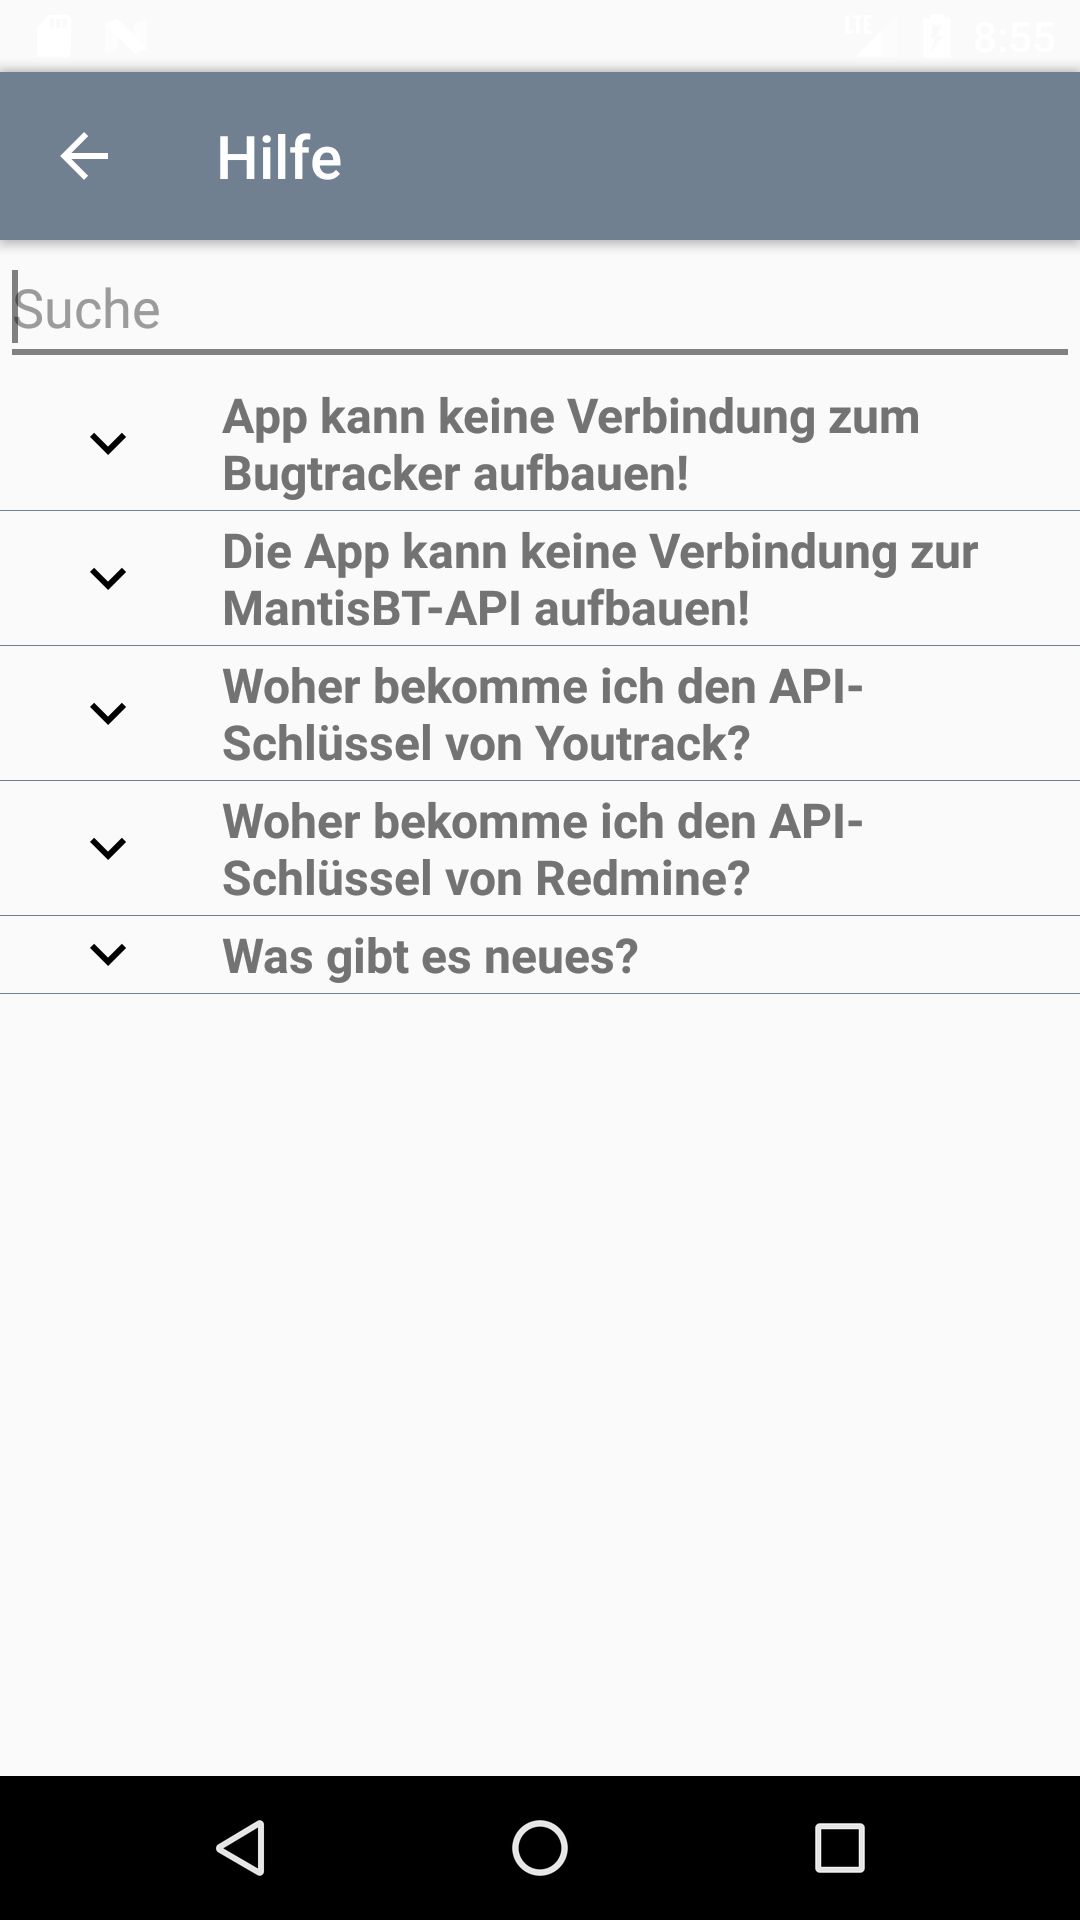 LTE 8:55
Hilfe
Suche
App kann keine Verbindung zum
Bugtracker aufbauen!
Die App kann keine Verbindung zur
MantisBT-API aufbauen!
Woher bekomme ich den API-
Schlüssel von Youtrack?
Woher bekomme ich den API-
Schlüssel von Redmine?
Was gibt es neues?